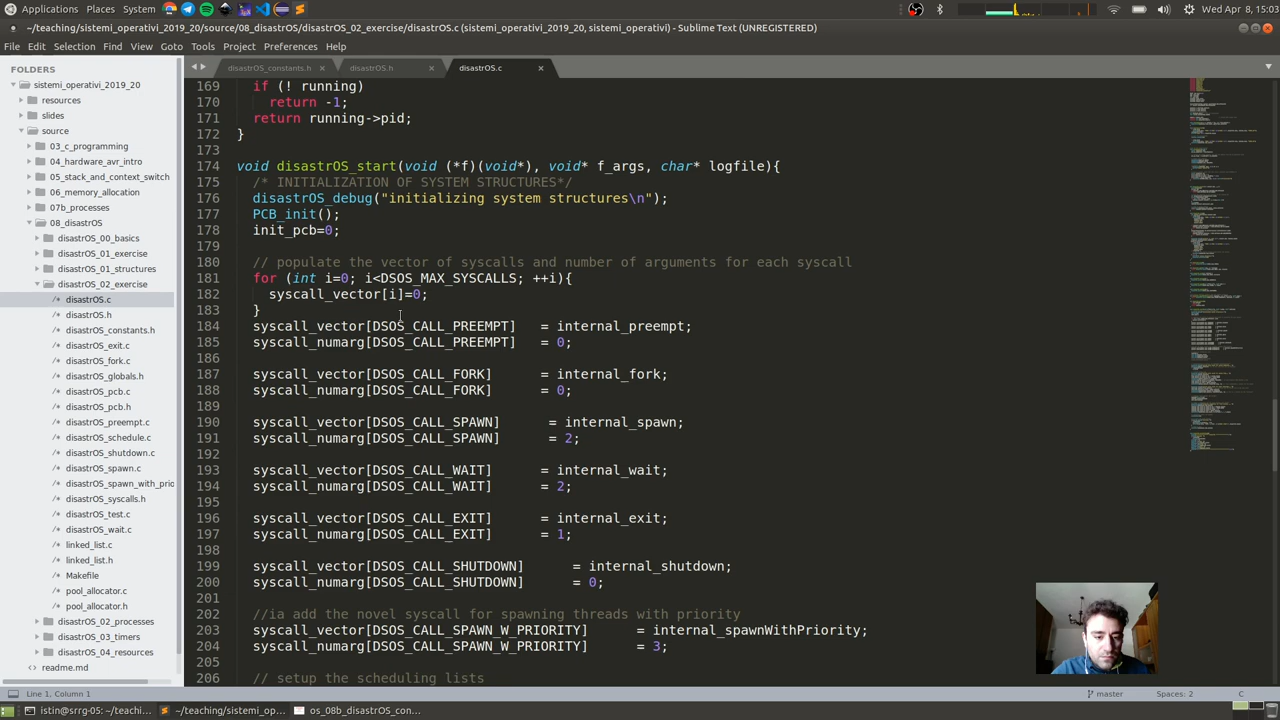 Applications Places System Wed Apr 8, 15:03
~/teaching/sistemi_operativi_2019_20/source/08_disastrOS/disastrOS_02_exercise/disastrOS.c (sistemi_operativi_2019_20, sistemi_operativi) - Sublime Text (UNREGISTERED)
File Edit Selection Find View Goto Tools Project Preferences Help
FOLDERS
sistemi_operativi_2019_20
resources
slides
source
03_c_programming
04_hardware_avr_intro
05_stack_and_context_switch
06_memory_allocation
07b_processes
08_disastrOS
disastrOS_00_basics
disastrOS_01_exercise
disastrOS_01_structures
disastrOS_02_exercise
/* disastrOS.c
/* disastrOS.h
/* disastrOS_constants.h
/* disastrOS_exit.c
/* disastrOS_fork.c
/* disastrOS_globals.h
/* disastrOS_pcb.c
/* disastrOS_pcb.h
/* disastrOS_preempt.c
/* disastrOS_schedule.c
/* disastrOS_shutdown.c
/* disastrOS_spawn.c
/* disastrOS_spawn_with_prio
/* disastrOS_syscalls.h
/* disastrOS_test.c
/* disastrOS_wait.c
/* linked_list.c
/* linked_list.h
/* Makefile
/* pool_allocator.c
/* pool_allocator.h
disastrOS_02_processes
disastrOS_03_timers
disastrOS_04_resources
readme.md
disastrOS_constants.h × disastrOS.h × disastrOS.c ×
169 if (! running)
170 return -1;
171 return running->pid;
172 }
173
174 void disastrOS_start(void (*f)(void*), void* f_args, char* logfile){
175 /* INITIALIZATION OF SYSTEM STRUCTURES*/
176 disastrOS_debug("initializing system structures\n");
177 PCB_init();
178 init_pcb=0;
179
180 // populate the vector of syscalls and number of arguments for each syscall
181 for (int i=0; i<DSOS_MAX_SYSCALLS; ++i){
182 syscall_vector[i]=0;
183 }
184 syscall_vector[DSOS_CALL_PREEMPT] = internal_preempt;
185 syscall_numarg[DSOS_CALL_PREEMPT] = 0;
186
187 syscall_vector[DSOS_CALL_FORK] = internal_fork;
188 syscall_numarg[DSOS_CALL_FORK] = 0;
189
190 syscall_vector[DSOS_CALL_SPAWN] = internal_spawn;
191 syscall_numarg[DSOS_CALL_SPAWN] = 2;
192
193 syscall_vector[DSOS_CALL_WAIT] = internal_wait;
194 syscall_numarg[DSOS_CALL_WAIT] = 2;
195
196 syscall_vector[DSOS_CALL_EXIT] = internal_exit;
197 syscall_numarg[DSOS_CALL_EXIT] = 1;
198
199 syscall_vector[DSOS_CALL_SHUTDOWN] = internal_shutdown;
200 syscall_numarg[DSOS_CALL_SHUTDOWN] = 0;
201
202 //ia add the novel syscall for spawning threads with priority
203 syscall_vector[DSOS_CALL_SPAWN_W_PRIORITY] = internal_spawnWithPriority;
204 syscall_numarg[DSOS_CALL_SPAWN_W_PRIORITY] = 3;
205
206 // setup the scheduling lists
Line 1, Column 1 master Spaces: 2 C
istin@srrg-05: ~/teachi... ~/teaching/sistemi_op... os_08b_disastrOS_con...